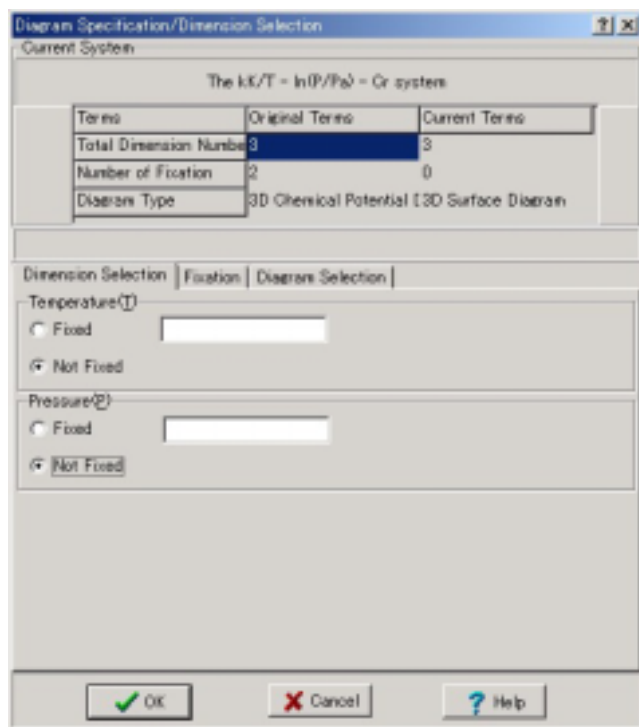 Diagram Specification/Dimension Selection
Current System
The kK/T - ln(P/Pa) - Cr system
Terms Original Terms Current Terms
Total Dimension Numbe 3 3
Number of Fixation 2 0
Diagram Type 3D Chemical Potential D 3D Surface Diagram
Dimension Selection Fixation Diagram Selection
Temperature(T)
Fixed
Not Fixed
Pressure(P)
Fixed
Not Fixed
OK Cancel Help